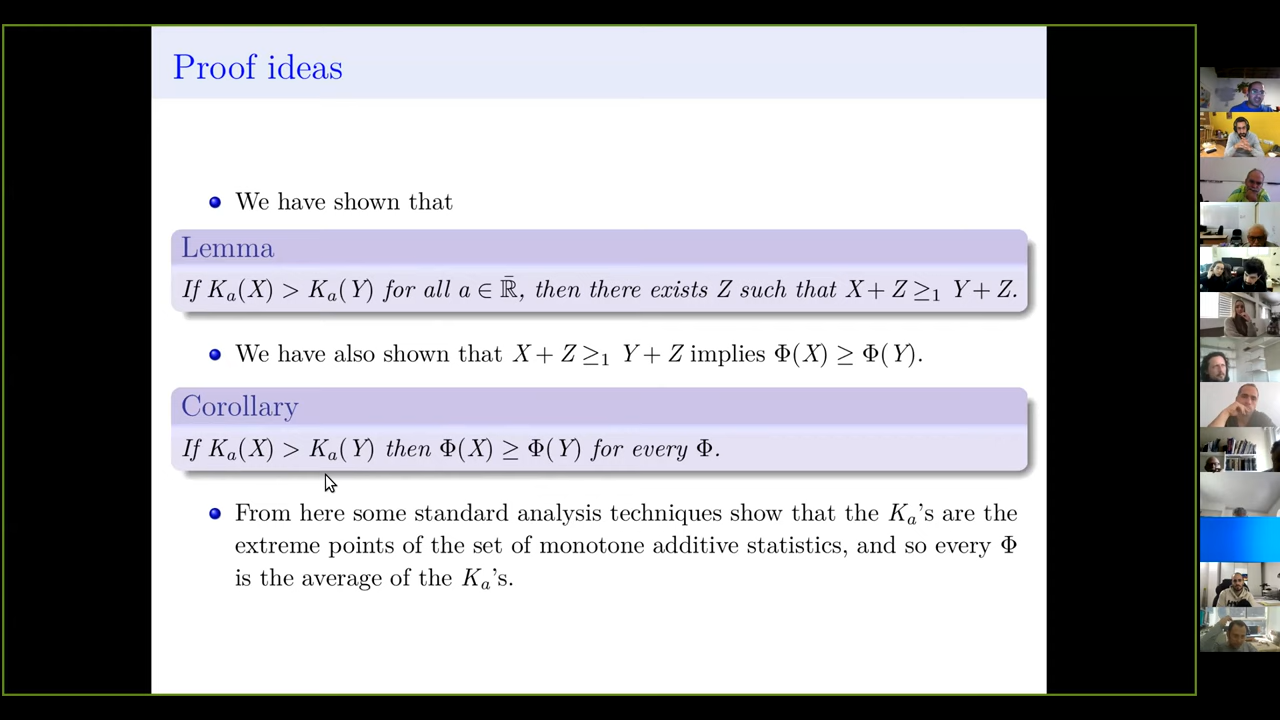 Proof ideas
We have shown that
Lemma
If Kₐ(X) > Kₐ(Y) for all a ∈ ℝ̄, then there exists Z such that X + Z ≥₁ Y + Z.
We have also shown that X + Z ≥₁ Y + Z implies Φ(X) ≥ Φ(Y).
Corollary
If Kₐ(X) > Kₐ(Y) then Φ(X) ≥ Φ(Y) for every Φ.
From here some standard analysis techniques show that the Kₐ's are the
extreme points of the set of monotone additive statistics, and so every Φ
is the average of the Kₐ's.